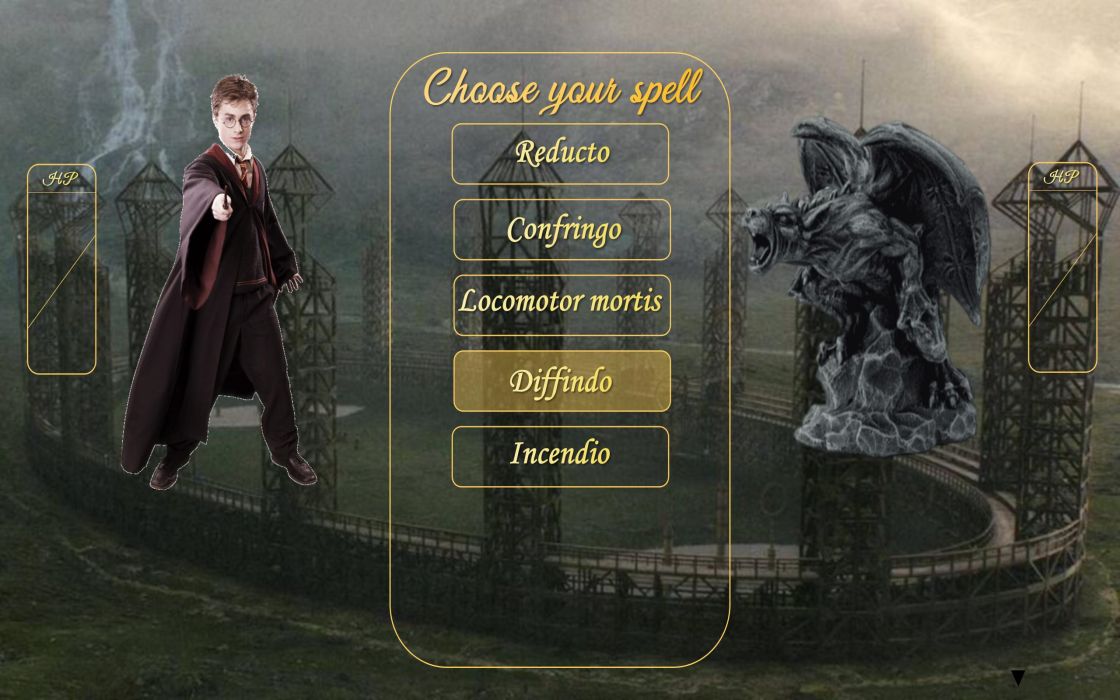 Choose your spell
HP
HP
Reducto
Confringo
Locomotor mortis
Diffindo
Incendio